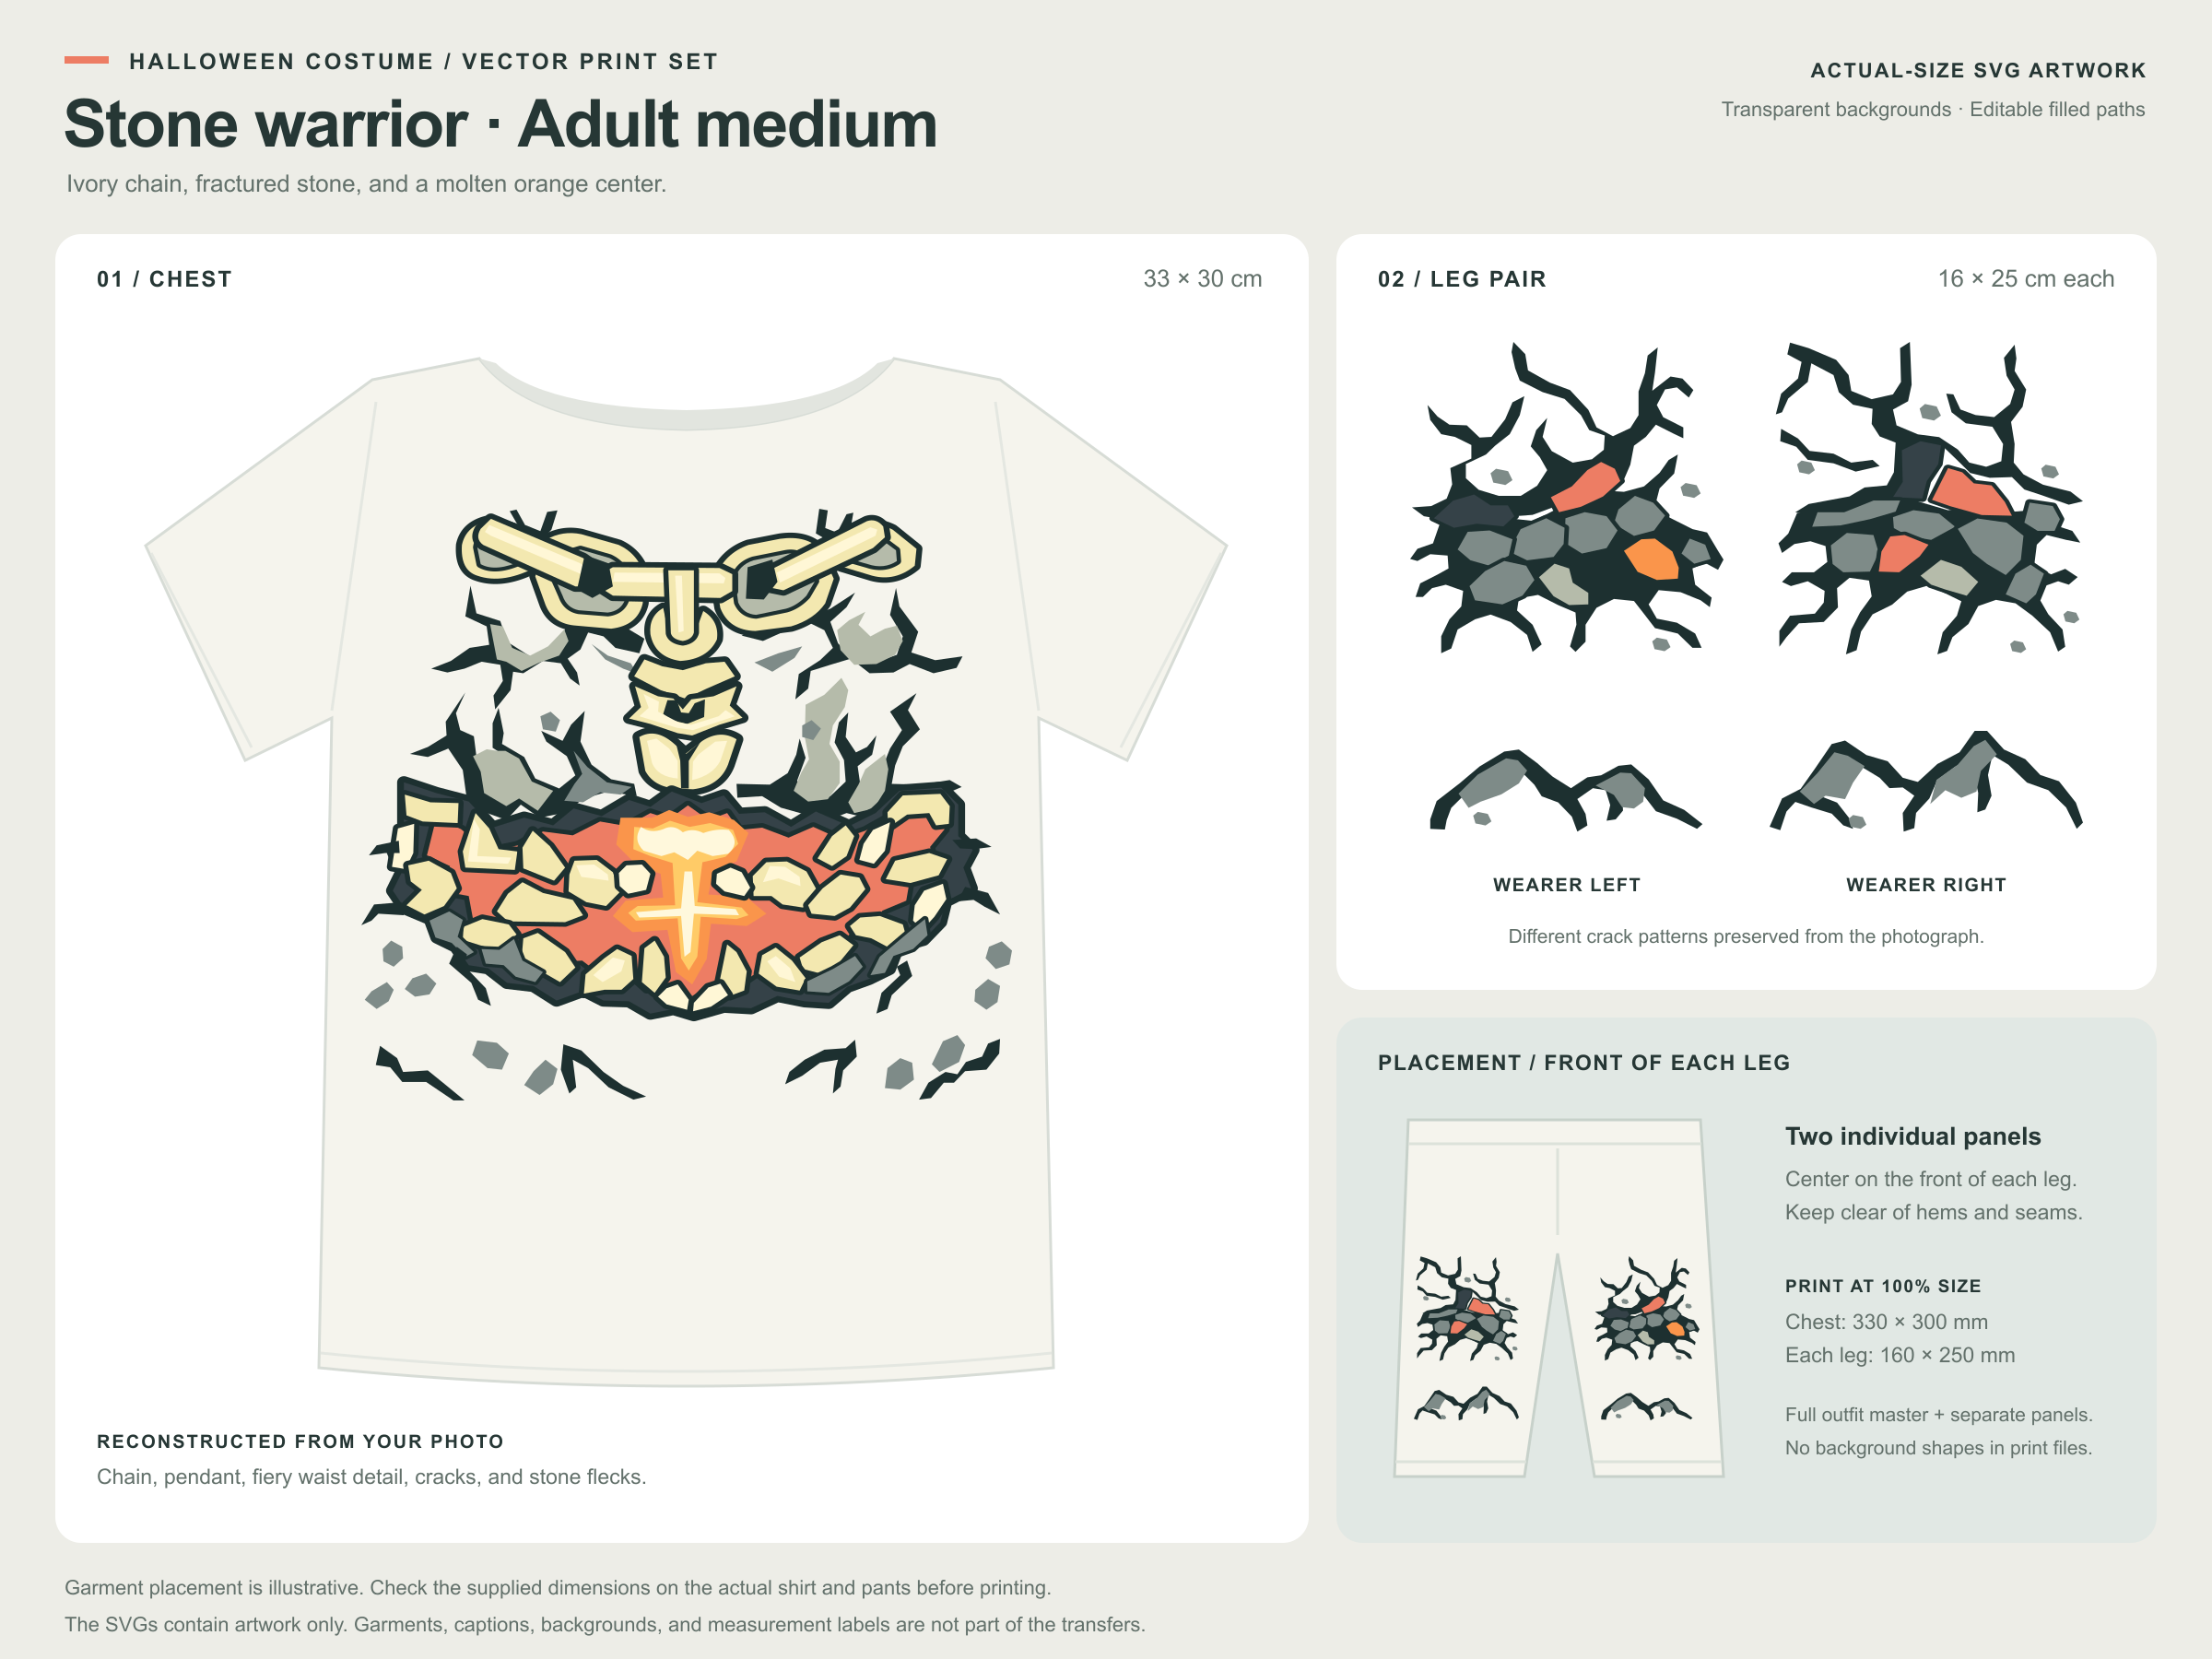 HALLOWEEN COSTUME / VECTOR PRINT SET
Stone warrior · Adult medium
Ivory chain, fractured stone, and a molten orange center.
ACTUAL-SIZE SVG ARTWORK
Transparent backgrounds · Editable filled paths
01 / CHEST
33 × 30 cm
RECONSTRUCTED FROM YOUR PHOTO
Chain, pendant, fiery waist detail, cracks, and stone flecks.
02 / LEG PAIR
16 × 25 cm each
WEARER LEFT
WEARER RIGHT
Different crack patterns preserved from the photograph.
PLACEMENT / FRONT OF EACH LEG
Two individual panels
Center on the front of each leg.
Keep clear of hems and seams.
PRINT AT 100% SIZE
Chest: 330 × 300 mm
Each leg: 160 × 250 mm
Full outfit master + separate panels.
No background shapes in print files.
Garment placement is illustrative. Check the supplied dimensions on the actual shirt and pants before printing.
The SVGs contain artwork only. Garments, captions, backgrounds, and measurement labels are not part of the transfers.